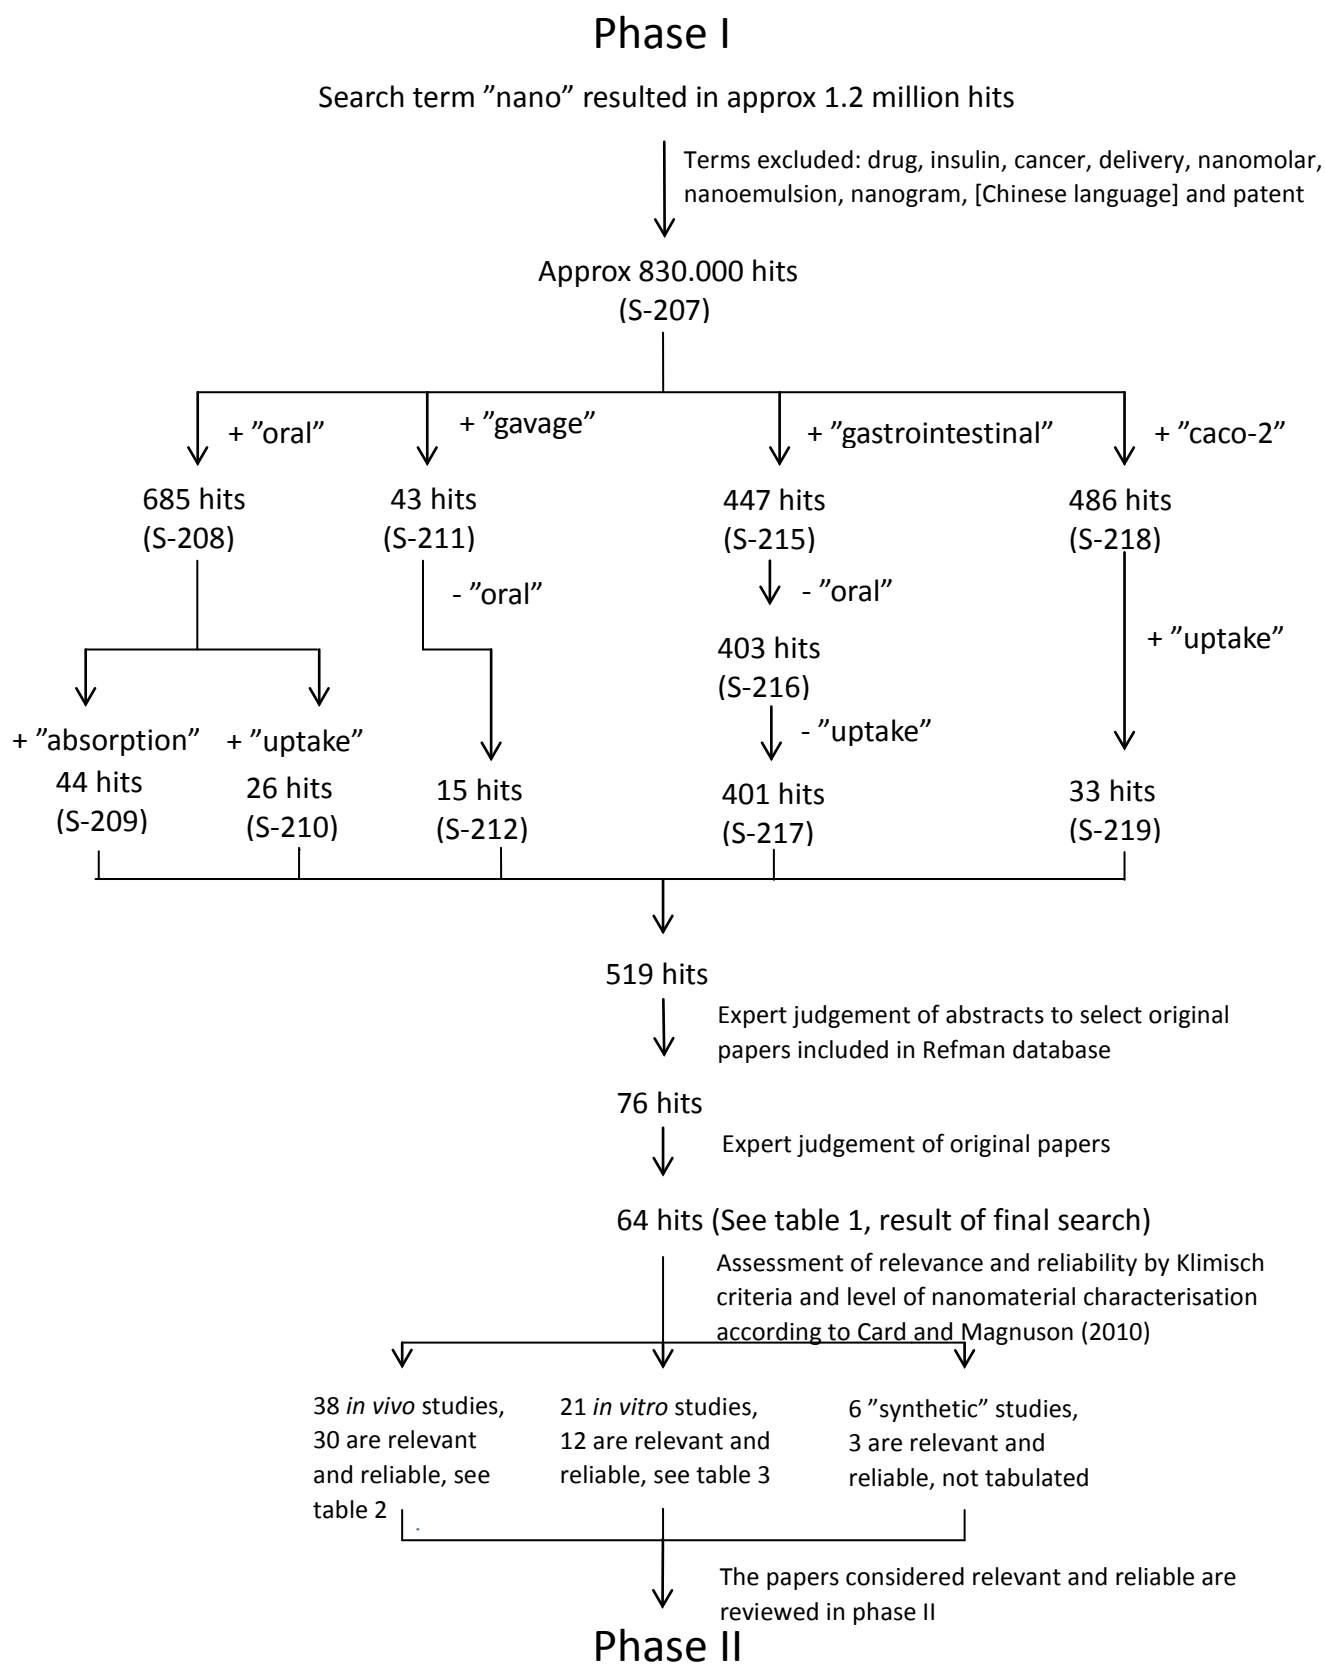 Phase I
Search term ”nano” resulted in approx 1.2 million hits
Terms excluded: drug, insulin, cancer, delivery, nanomolar,
nanoemulsion, nanogram, [Chinese language] and patent
Approx 830.000 hits
(S-207)
+ ”oral”
+ ”gavage”
+ ”gastrointestinal”
+ ”caco-2”
685 hits
(S-208)
43 hits
(S-211)
447 hits
(S-215)
486 hits
(S-218)
- ”oral”
- ”oral”
403 hits
(S-216)
+ ”uptake”
- ”uptake”
+ ”absorption”
44 hits
(S-209)
+ ”uptake”
26 hits
(S-210)
15 hits
(S-212)
401 hits
(S-217)
33 hits
(S-219)
519 hits
Expert judgement of abstracts to select original
papers included in Refman database
76 hits
Expert judgement of original papers
64 hits (See table 1, result of final search)
Assessment of relevance and reliability by Klimisch
criteria and level of nanomaterial characterisation
according to Card and Magnuson (2010)
38 in vivo studies,
30 are relevant
and reliable, see
table 2
21 in vitro studies,
12 are relevant and
reliable, see table 3
6 ”synthetic” studies,
3 are relevant and
reliable, not tabulated
The papers considered relevant and reliable are
reviewed in phase II
Phase II